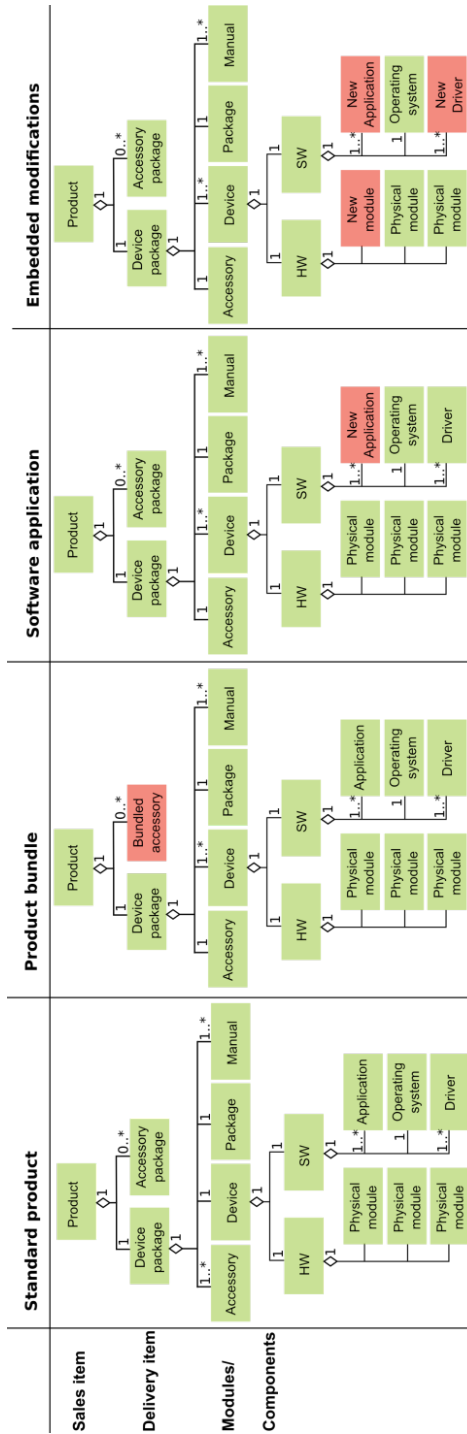 Sales item
Delivery item
Modules/
Components
Standard product
Product
1
1
0..*
Device
package
Accessory
package
1
1..*
1
1
1..*
Accessory
Device
Package
Manual
1
1
1
HW
SW
1
1
Physical
module
1..*
Application
Physical
module
1
Operating
system
Physical
module
1..*
Driver
Product bundle
Product
1
1
0..*
Device
package
Bundled
accessory
1
1
1..*
1
1..*
Accessory
Device
Package
Manual
1
1
1
HW
SW
1
1
Physical
module
1..*
Application
Physical
module
1
Operating
system
Physical
module
1..*
Driver
Software application
Product
1
1
0..*
Device
package
Accessory
package
1
1
1..*
1
1..*
Accessory
Device
Package
Manual
1
1
1
HW
SW
1
1
Physical
module
1..*
New
Application
Physical
module
1
Operating
system
Physical
module
1..*
Driver
Embedded modifications
Product
1
1
0..*
Device
package
Accessory
package
1
1
1..*
1
1..*
Accessory
Device
Package
Manual
1
1
1
HW
SW
1
1
New
module
1..*
New
Application
Physical
module
1
Operating
system
Physical
module
1..*
New
Driver